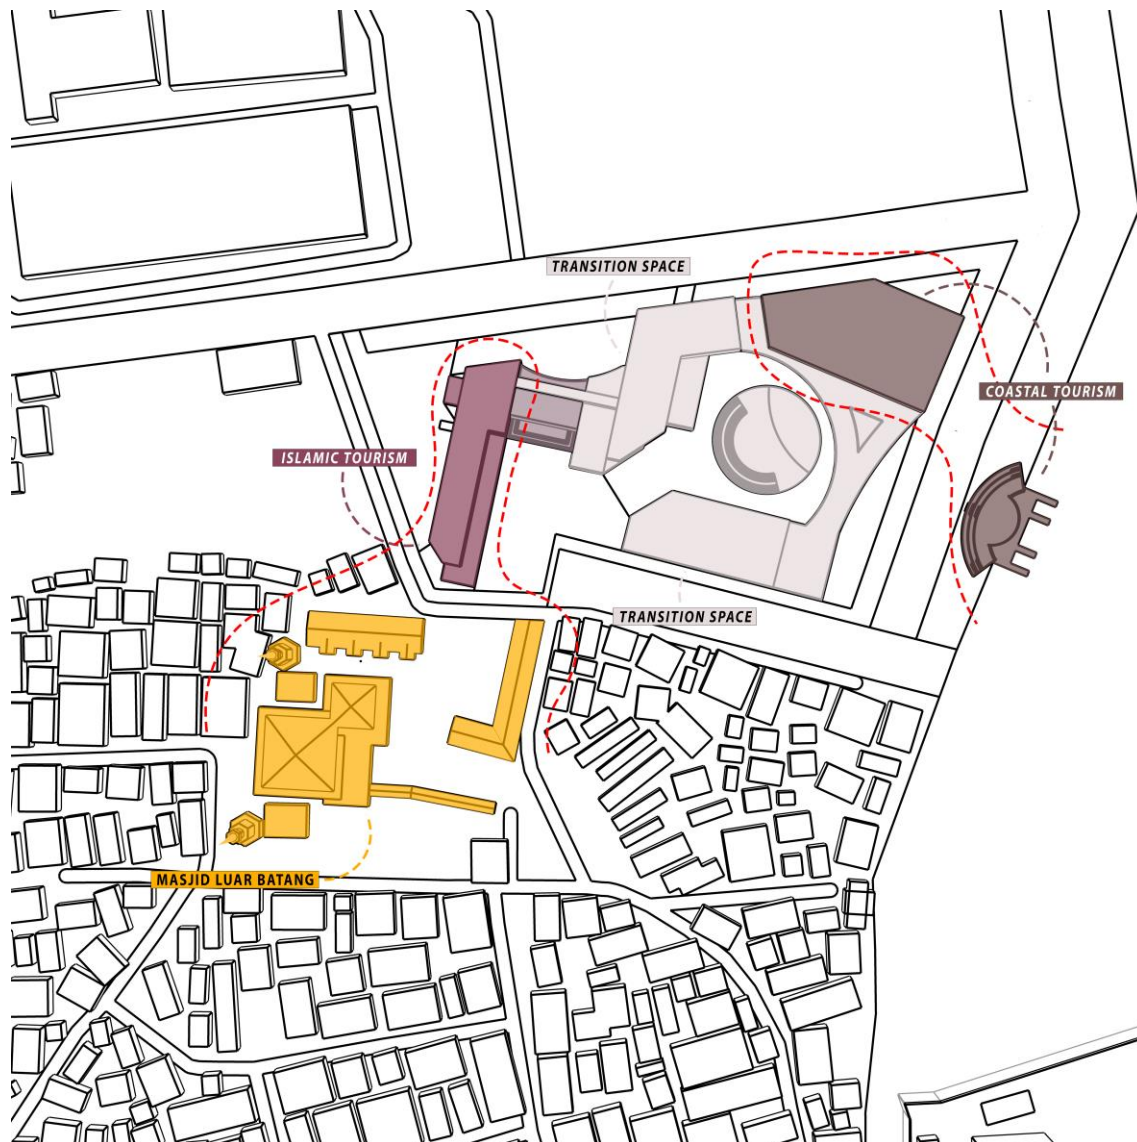 TRANSITION SPACE
COASTAL TOURISM
ISLAMIC TOURISM
TRANSITION SPACE
MASJID LUAR BATANG